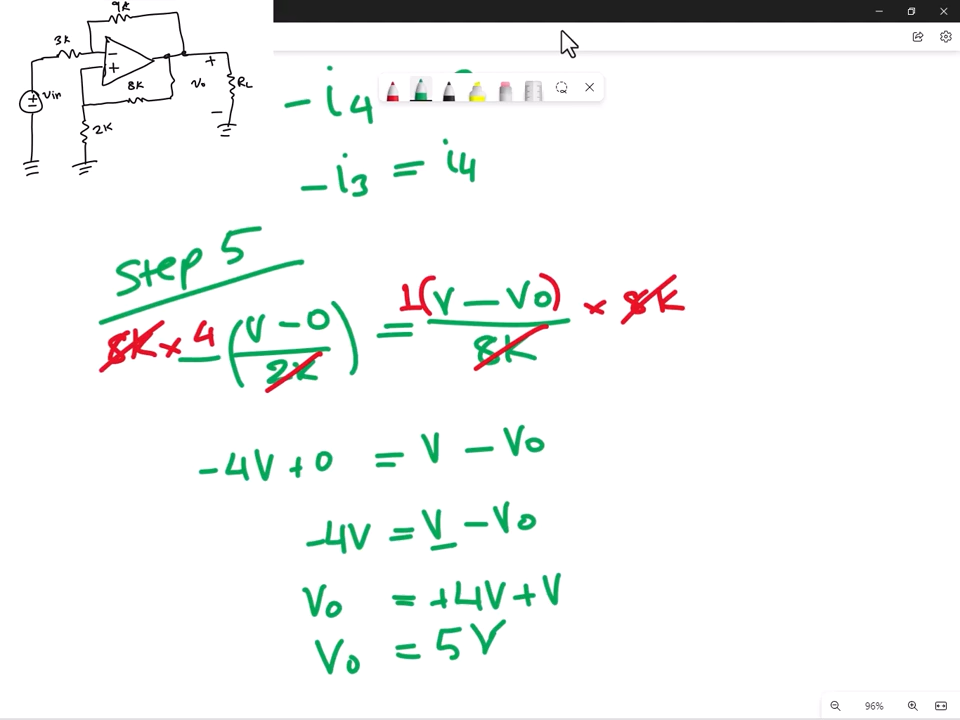 9K
3K
−
+
8K
+
Vo
RL
Vin
−
2K
- i4
- i3 = i4
Step 5
8K × 4 (V - 0 / 2K) = 1(V - Vo) / 8K × 8K
-4V + 0 = V - Vo
-4V = V - Vo
Vo = +4V + V
Vo = 5V
96%